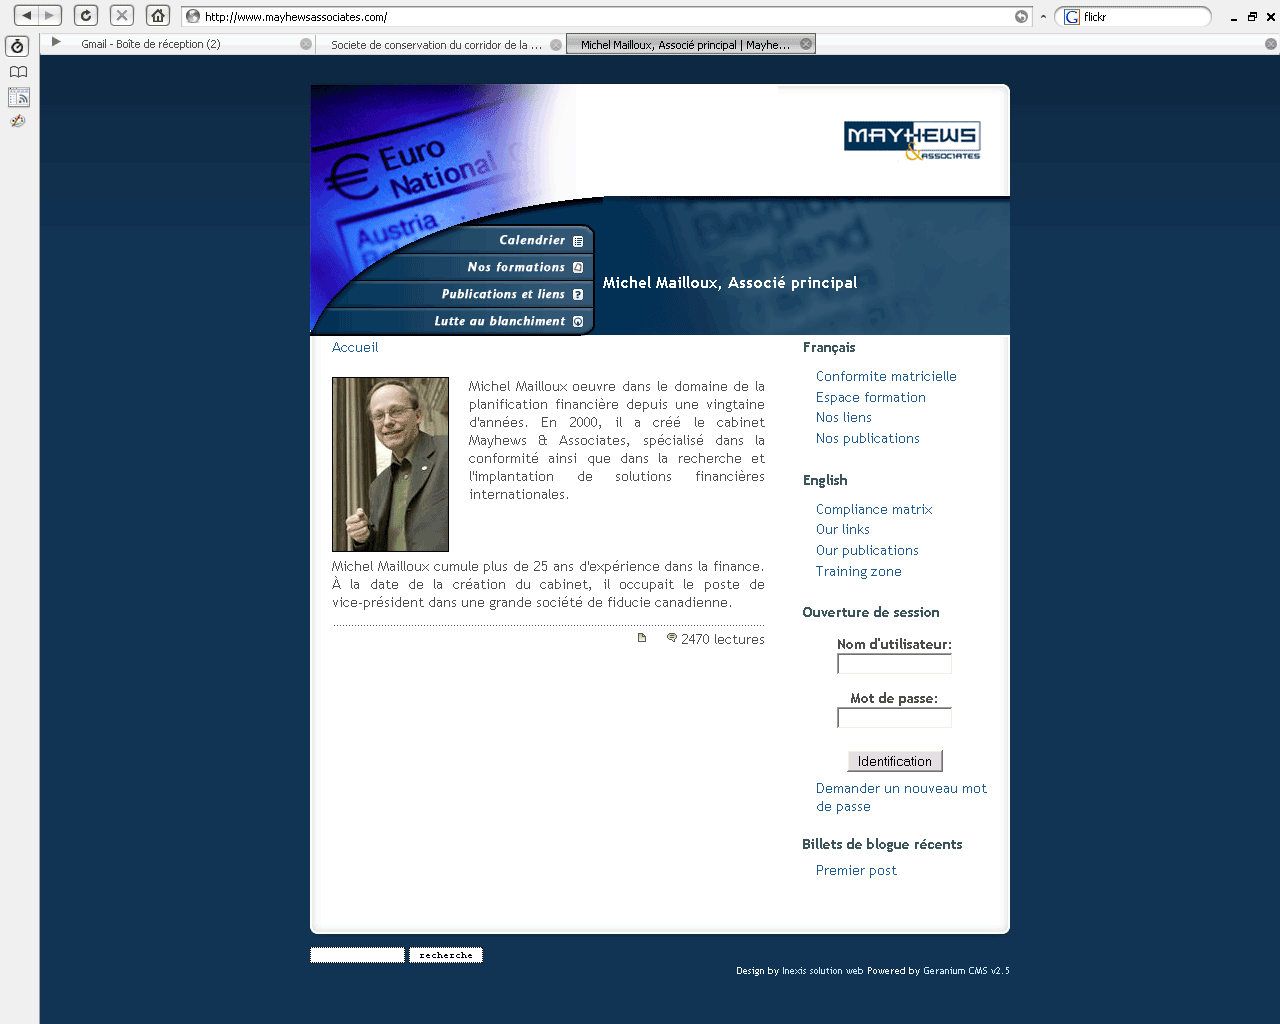 http://www.mayhewsassociates.com/
flickr
Gmail - Boîte de réception (2)
Societe de conservation du corridor de la ...
Michel Mailloux, Associé principal | Mayhe...
Euro
National
Austria
MAYHEWS
& ASSOCIATES
Calendrier
Nos formations
Publications et liens
Lutte au blanchiment
Michel Mailloux, Associé principal
Accueil
Michel Mailloux oeuvre dans le domaine de la
planification financière depuis une vingtaine
d'années. En 2000, il a créé le cabinet
Mayhews & Associates, spécialisé dans la
conformité ainsi que dans la recherche et
l'implantation de solutions financières
internationales.
Michel Mailloux cumule plus de 25 ans d'expérience dans la finance.
À la date de la création du cabinet, il occupait le poste de
vice-président dans une grande société de fiducie canadienne.
2470 lectures
Français
Conformite matricielle
Espace formation
Nos liens
Nos publications
English
Compliance matrix
Our links
Our publications
Training zone
Ouverture de session
Nom d'utilisateur:
Mot de passe:
Identification
Demander un nouveau mot
de passe
Billets de blogue récents
Premier post
recherche
Design by Inexis solution web Powered by Geranium CMS v2.5